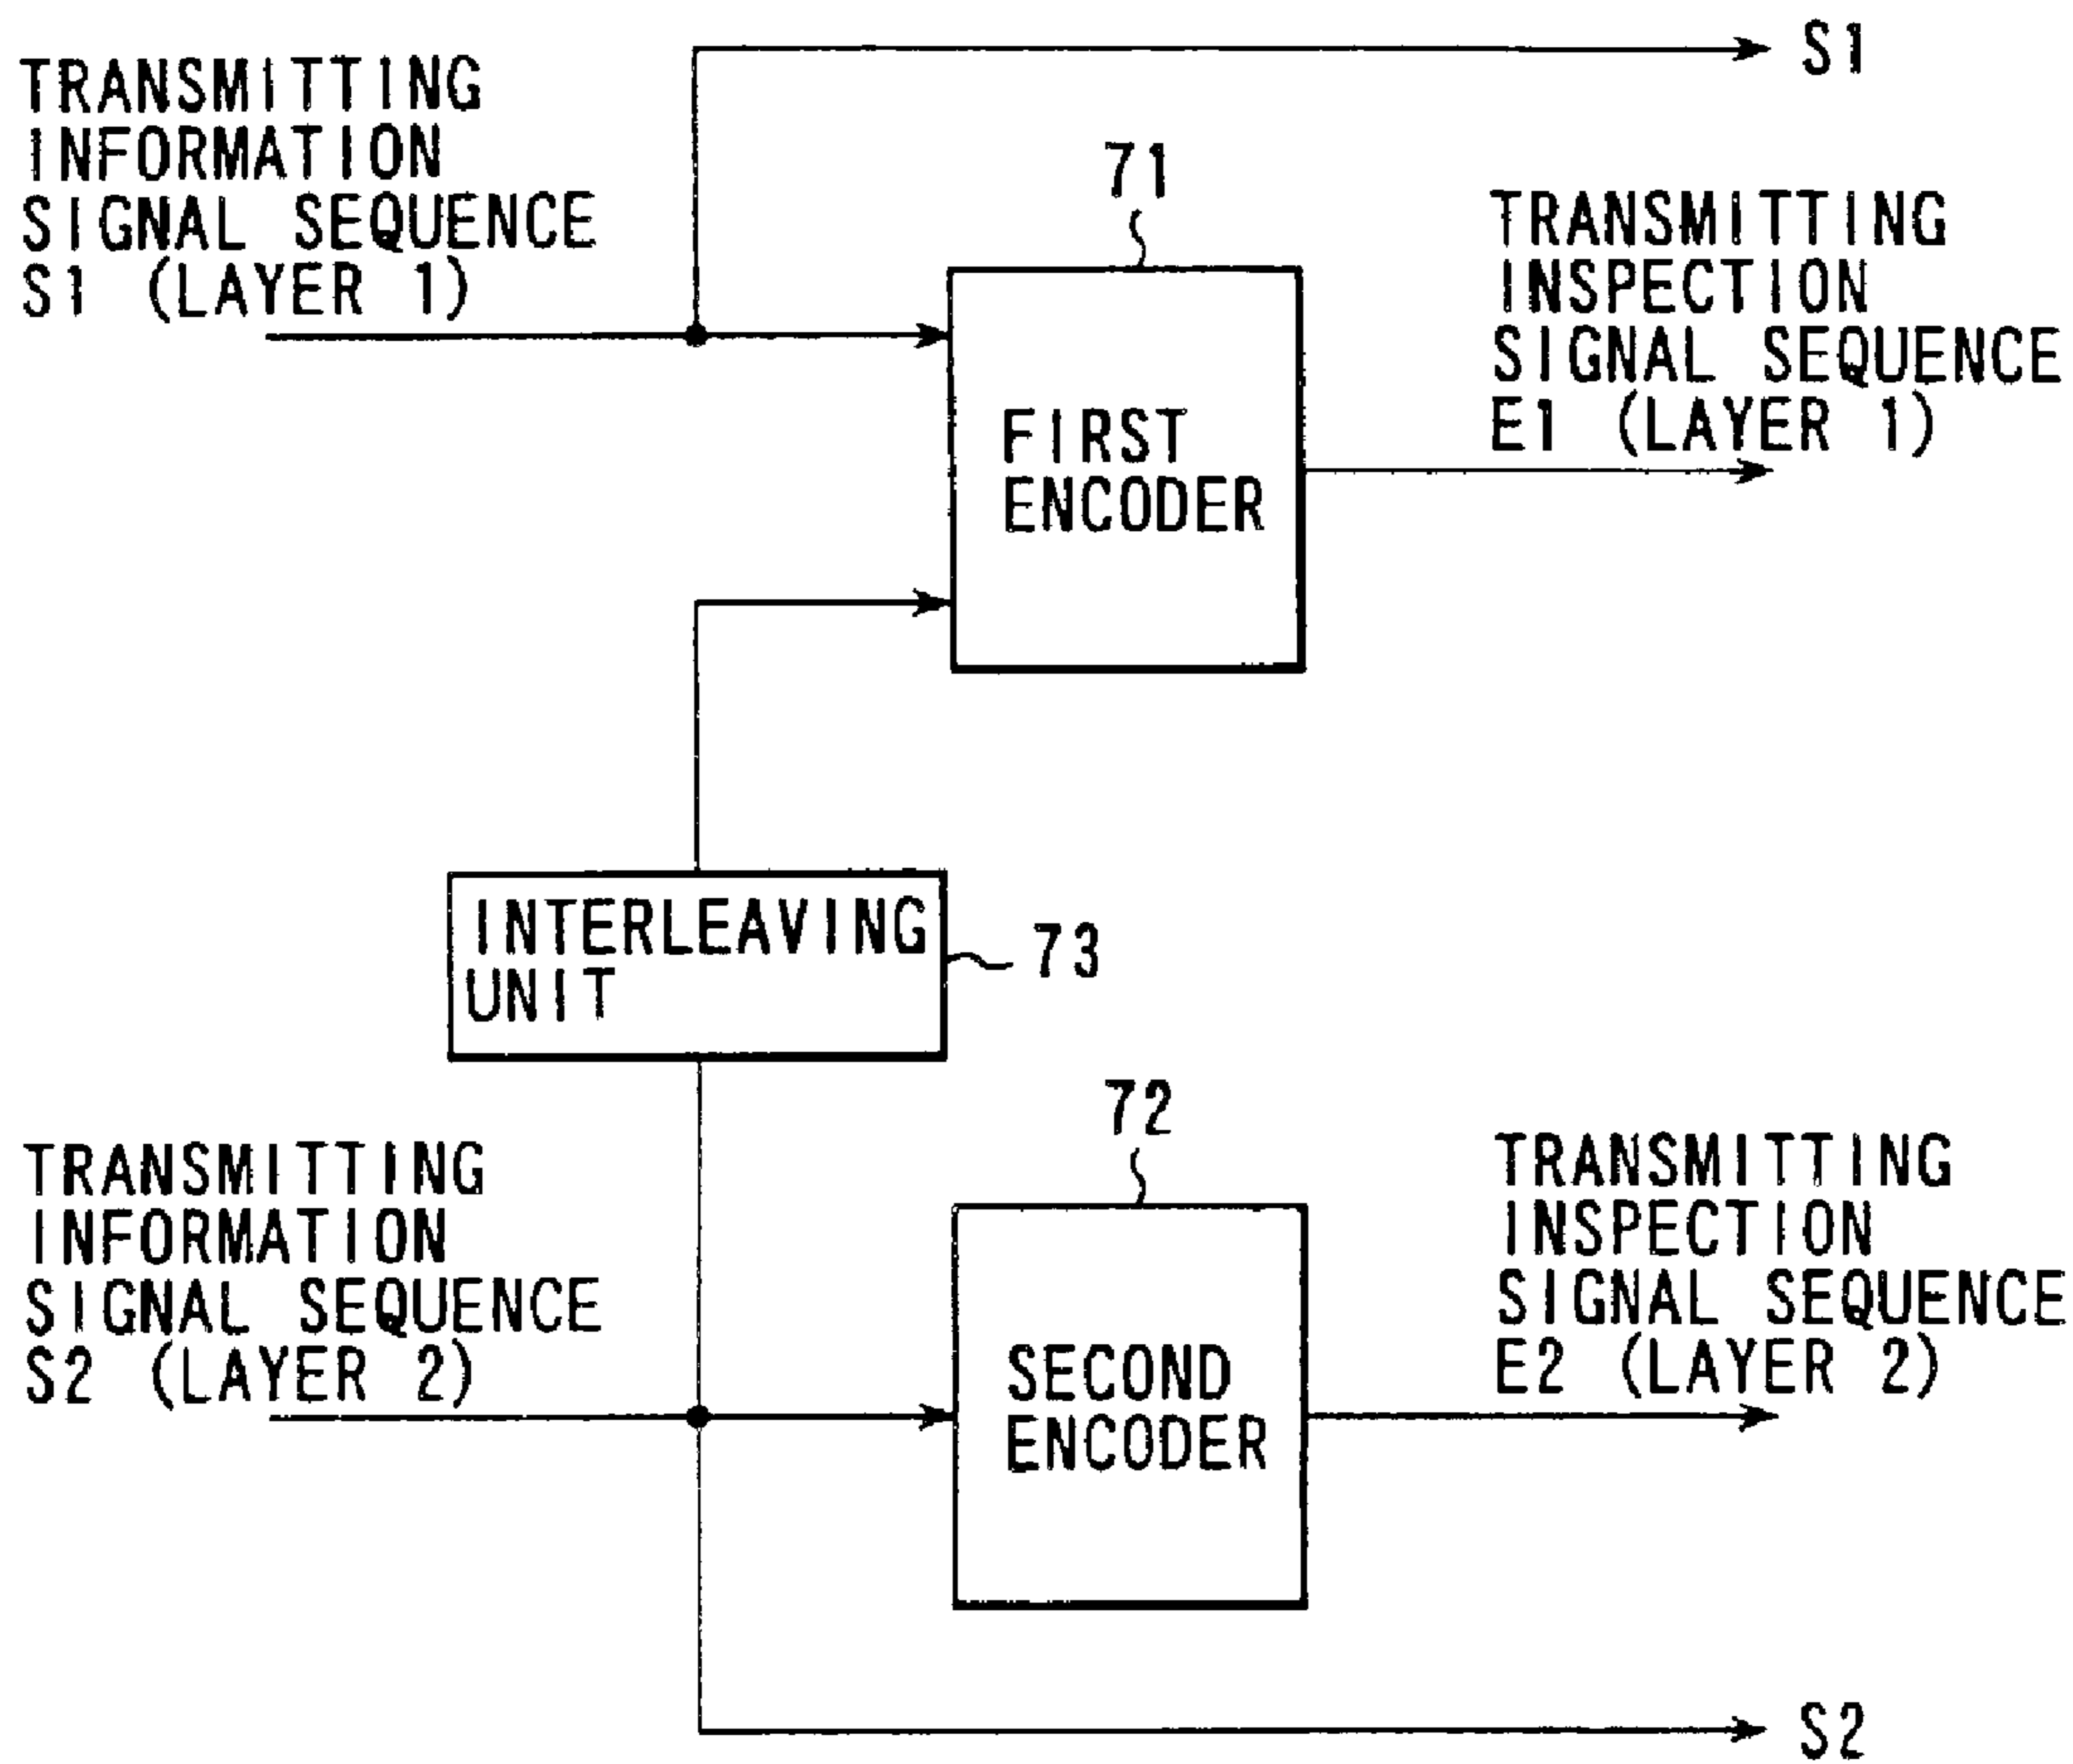 S1
TRANSMITTING
INFORMATION
SIGNAL SEQUENCE
S1 (LAYER 1)
71
TRANSMITTING
INSPECTION
SIGNAL SEQUENCE
E1 (LAYER 1)
FIRST
ENCODER
INTERLEAVING
UNIT
73
72
TRANSMITTING
INFORMATION
SIGNAL SEQUENCE
S2 (LAYER 2)
TRANSMITTING
INSPECTION
SIGNAL SEQUENCE
E2 (LAYER 2)
SECOND
ENCODER
S2